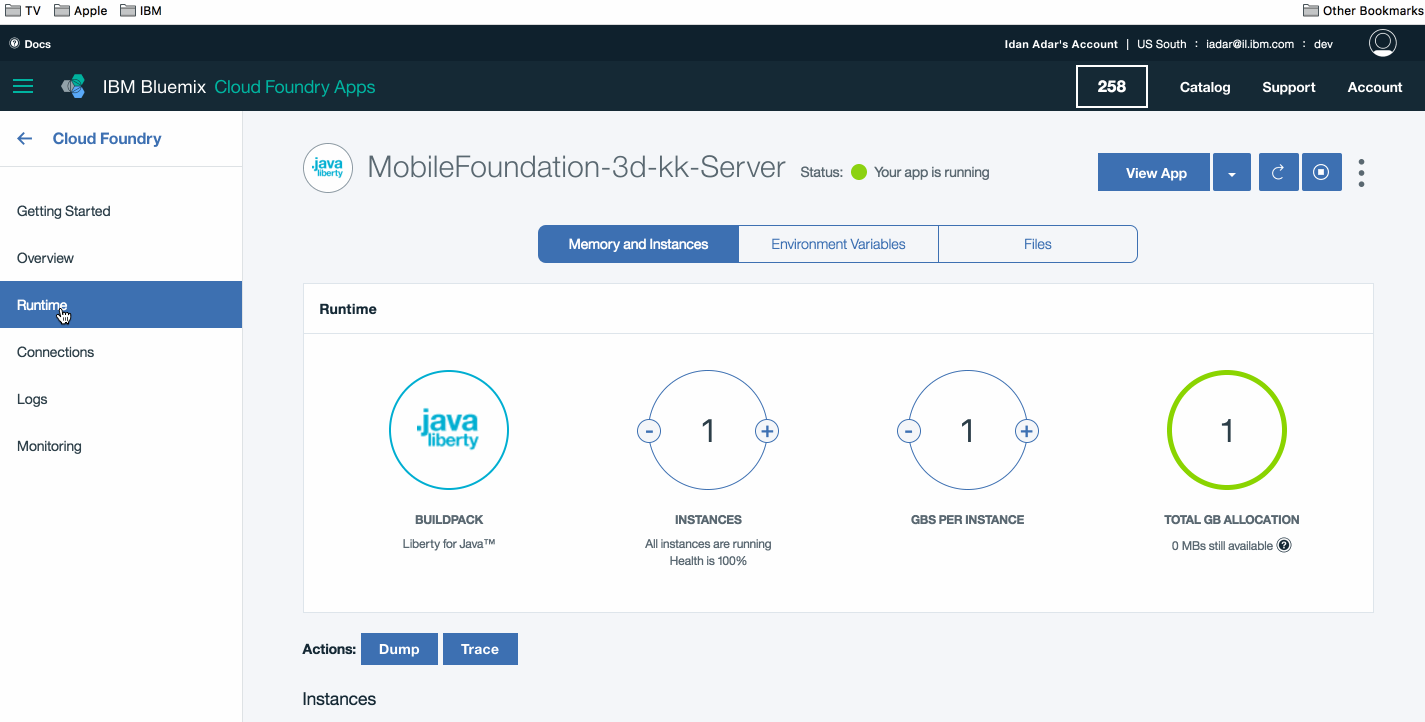 TV Apple IBM Other Bookmarks
Docs Idan Adar's Account | US South : iadar@il.ibm.com : dev
IBM Bluemix Cloud Foundry Apps 258 Catalog Support Account
Cloud Foundry
Getting Started
Overview
Runtime
Connections
Logs
Monitoring
.java
liberty
MobileFoundation-3d-kk-Server Status: Your app is running View App
Memory and Instances Environment Variables Files
Runtime
.java
liberty
- 1 + - 1 + 1
BUILDPACK INSTANCES GBS PER INSTANCE TOTAL GB ALLOCATION
Liberty for Java™ All instances are running 0 MBs still available ?
Health is 100%
Actions: Dump Trace
Instances